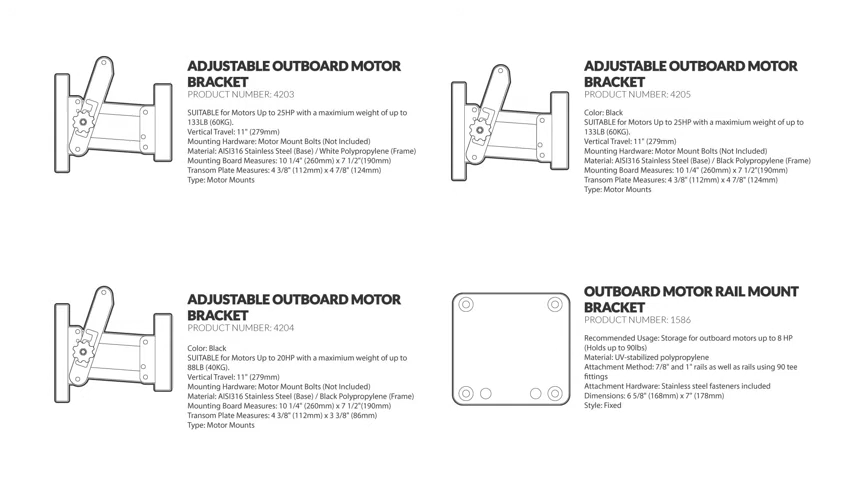 ADJUSTABLE OUTBOARD MOTOR
BRACKET
PRODUCT NUMBER: 4203
SUITABLE for Motors Up to 25HP with a maximium weight of up to
133LB (60KG).
Vertical Travel: 11" (279mm)
Mounting Hardware: Motor Mount Bolts (Not Included)
Material: AISI316 Stainless Steel (Base) / White Polypropylene (Frame)
Mounting Board Measures: 10 1/4" (260mm) x 7 1/2"(190mm)
Transom Plate Measures: 4 3/8" (112mm) x 4 7/8" (124mm)
Type: Motor Mounts
ADJUSTABLE OUTBOARD MOTOR
BRACKET
PRODUCT NUMBER: 4205
Color: Black
SUITABLE for Motors Up to 25HP with a maximium weight of up to
133LB (60KG).
Vertical Travel: 11" (279mm)
Mounting Hardware: Motor Mount Bolts (Not Included)
Material: AISI316 Stainless Steel (Base) / Black Polypropylene (Frame)
Mounting Board Measures: 10 1/4" (260mm) x 7 1/2"(190mm)
Transom Plate Measures: 4 3/8" (112mm) x 4 7/8" (124mm)
Type: Motor Mounts
ADJUSTABLE OUTBOARD MOTOR
BRACKET
PRODUCT NUMBER: 4204
Color: Black
SUITABLE for Motors Up to 20HP with a maximium weight of up to
88LB (40KG).
Vertical Travel: 11" (279mm)
Mounting Hardware: Motor Mount Bolts (Not Included)
Material: AISI316 Stainless Steel (Base) / Black Polypropylene (Frame)
Mounting Board Measures: 10 1/4" (260mm) x 7 1/2"(190mm)
Transom Plate Measures: 4 3/8" (112mm) x 3 3/8" (86mm)
Type: Motor Mounts
OUTBOARD MOTOR RAIL MOUNT
BRACKET
PRODUCT NUMBER: 1586
Recommended Usage: Storage for outboard motors up to 8 HP
(Holds up to 90lbs)
Material: UV-stabilized polypropylene
Attachment Method: 7/8" and 1" rails as well as rails using 90 tee
fittings
Attachment Hardware: Stainless steel fasteners included
Dimensions: 6 5/8" (168mm) x 7" (178mm)
Style: Fixed